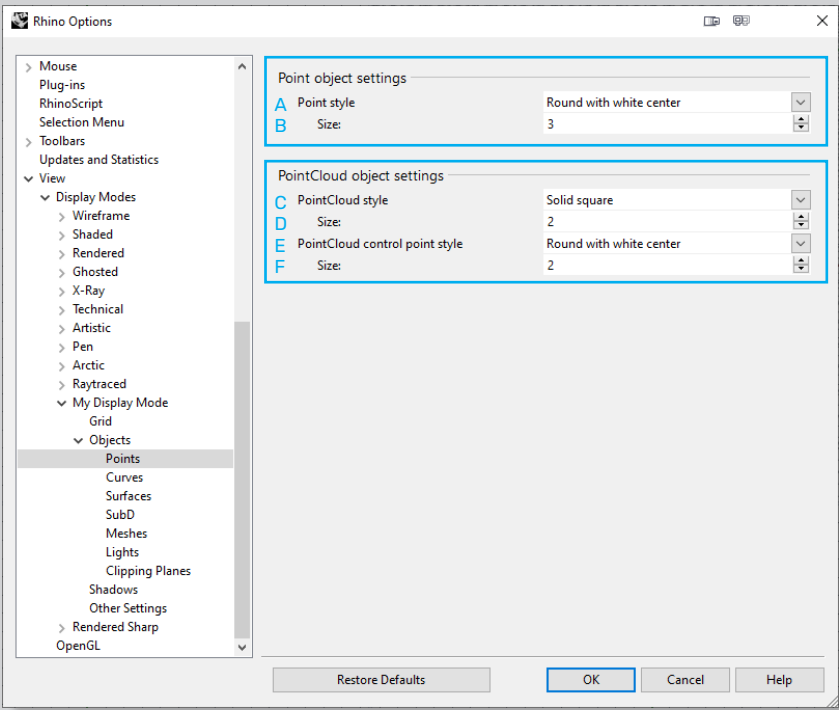 Rhino Options
Mouse
Plug-ins
RhinoScript
Selection Menu
Toolbars
Updates and Statistics
View
Display Modes
Wireframe
Shaded
Rendered
Ghosted
X-Ray
Technical
Artistic
Pen
Arctic
Raytraced
My Display Mode
Grid
Objects
Points
Curves
Surfaces
SubD
Meshes
Lights
Clipping Planes
Shadows
Other Settings
Rendered Sharp
OpenGL
Point object settings
A Point style Round with white center
B Size: 3
PointCloud object settings
C PointCloud style Solid square
D Size: 2
E PointCloud control point style Round with white center
F Size: 2
Restore Defaults OK Cancel Help